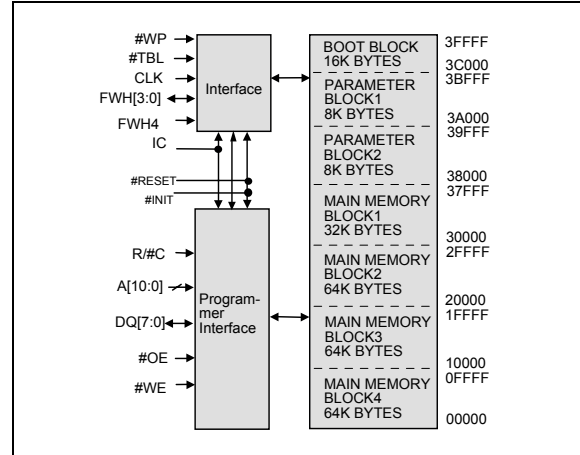 #WP
#TBL
CLK
FWH[3:0]
FWH4
IC
#RESET
#INIT
R/#C
A[10:0]
DQ[7:0]
#OE
#WE
Interface
Program-
mer
Interface
BOOT BLOCK
16K BYTES
PARAMETER
BLOCK1
8K BYTES
PARAMETER
BLOCK2
8K BYTES
MAIN MEMORY
BLOCK1
32K BYTES
MAIN MEMORY
BLOCK2
64K BYTES
MAIN MEMORY
BLOCK3
64K BYTES
MAIN MEMORY
BLOCK4
64K BYTES
3FFFF
3C000
3BFFF
3A000
39FFF
38000
37FFF
30000
2FFFF
20000
1FFFF
10000
0FFFF
00000